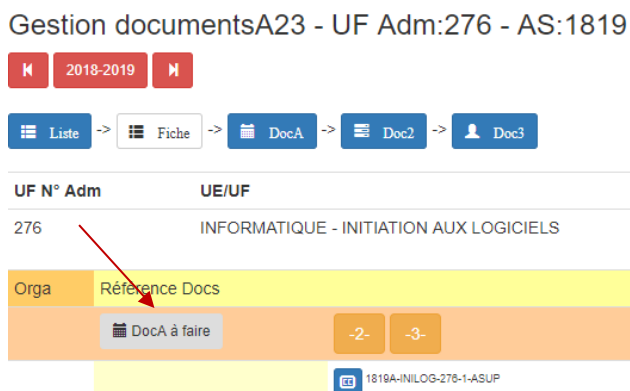 Gestion documentsA23 - UF Adm:276 - AS:1819
2018-2019
Liste -> Fiche -> DocA -> Doc2 -> Doc3
UF N° Adm UE/UF
276 INFORMATIQUE - INITIATION AUX LOGICIELS
Orga Référence Docs
DocA à faire -2- -3-
CC 1819A-INILOG-276-1-ASUP